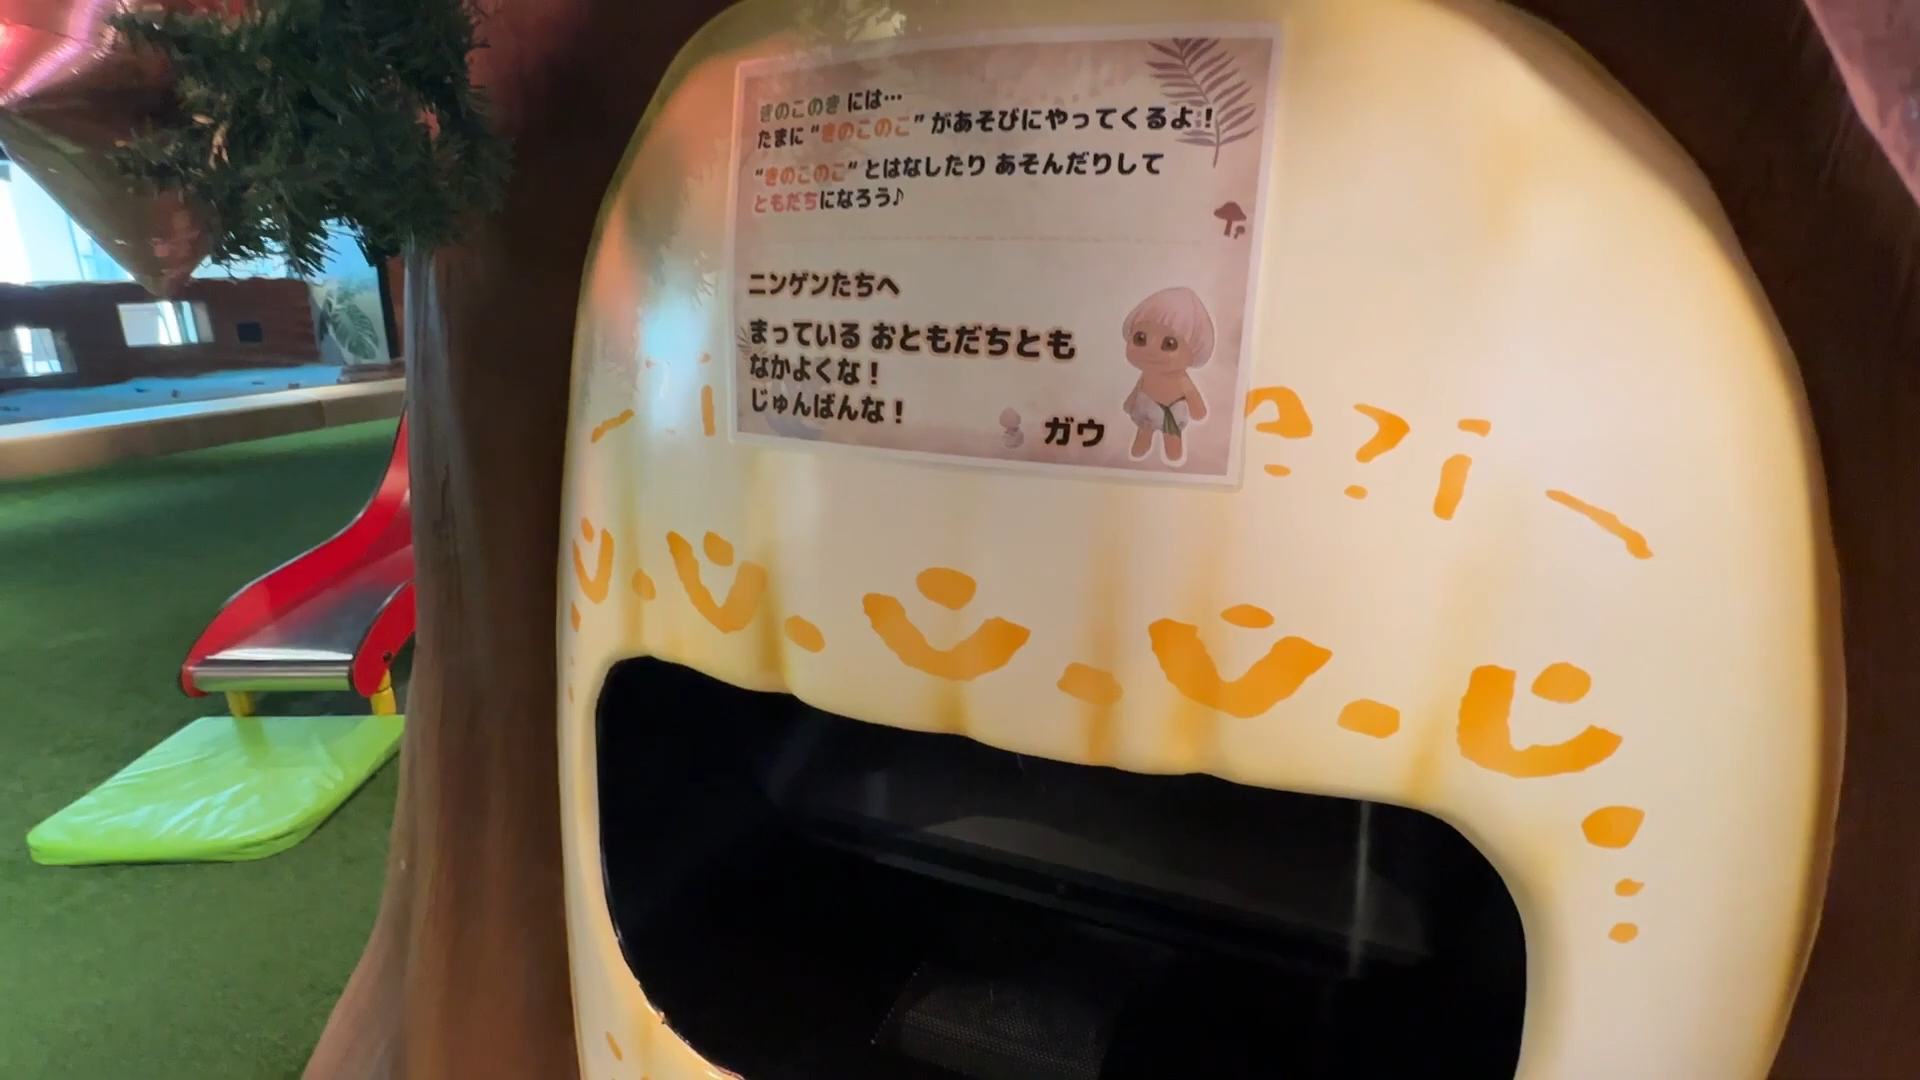 きのこのき には…
たまに “きのこのこ” があそびにやってくるよ！
“きのこのこ“ とはなしたり あそんだりして
ともだちになろう♪
ニンゲンたちへ
まっている おともだちとも
なかよくな！
じゅんばんな！
ガウ